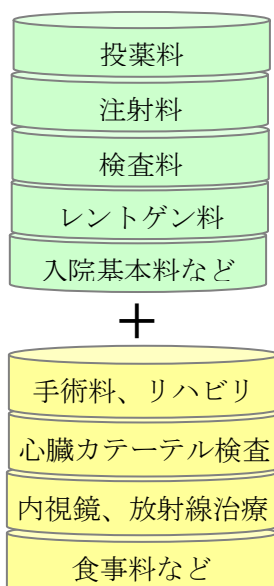 投薬料
注射料
検査料
レントゲン料
入院基本料など
+
手術料、リハビリ
心臓カテーテル検査
内視鏡、放射線治療
食事料など